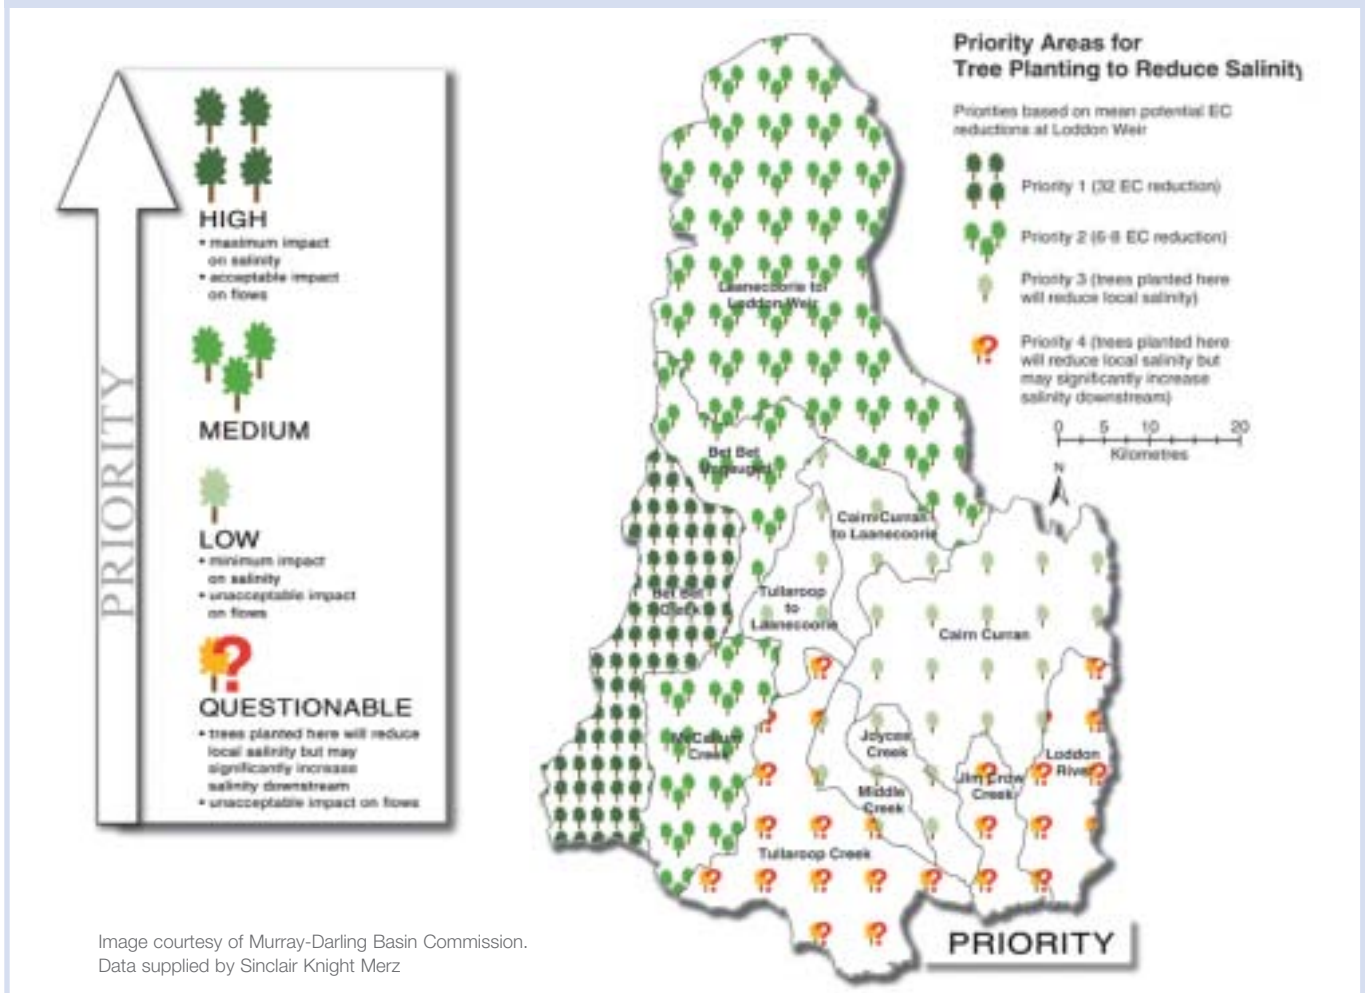 PRIORITY
HIGH
• maximum impact
on salinity
• acceptable impact
on flows
MEDIUM
LOW
• minimum impact
on salinity
• unacceptable impact
on flows
QUESTIONABLE
• trees planted here will reduce
local salinity but may
significantly increase
salinity downstream
• unacceptable impact on flows
Priority Areas for
Tree Planting to Reduce Salinity
Priorities based on mean potential EC
reductions at Loddon Weir
Priority 1 (32 EC reduction)
Priority 2 (6-8 EC reduction)
Priority 3 (trees planted here
will reduce local salinity)
Priority 4 (trees planted here
will reduce local salinity but
may significantly increase
salinity downstream)
0 5 10 20
Kilometres
N
Laanecoorie to
Loddon Weir
Bet Bet
Ungauged
Cairn Curran
to Laanecoorie
Bet Bet
Creek
Tullaroop
to
Laanecoorie
Cairn Curran
McCallum
Creek
Joyces
Creek
Loddon
River
Jim Crow
Creek
Middle
Creek
Tullaroop Creek
PRIORITY
Image courtesy of Murray-Darling Basin Commission.
Data supplied by Sinclair Knight Merz